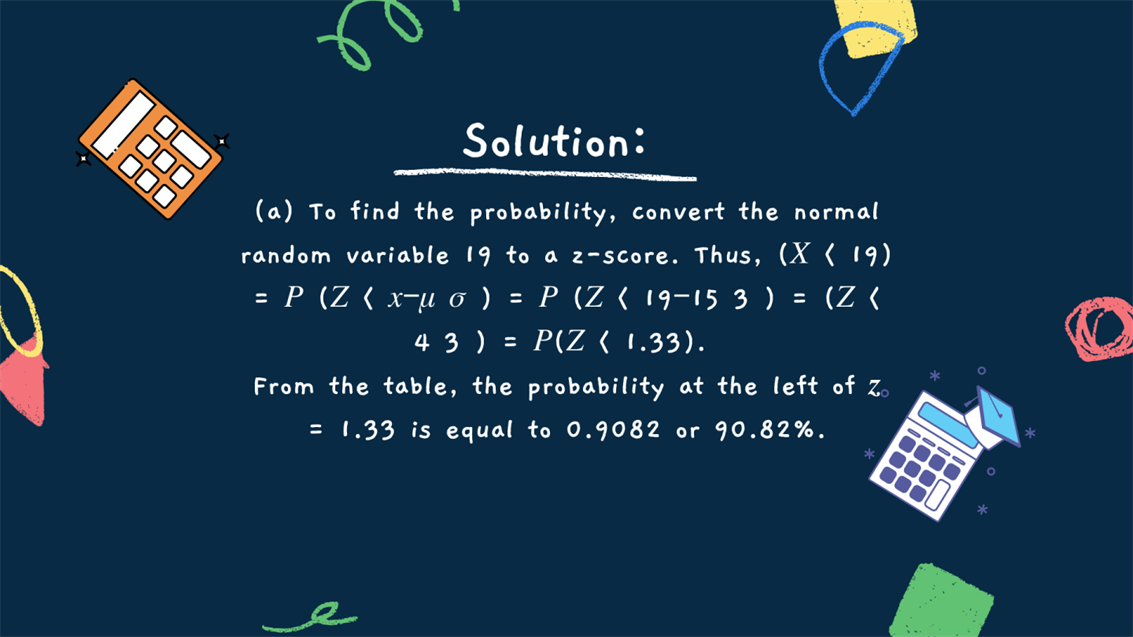 Solution:
(a) To find the probability, convert the normal
random variable 19 to a z-score. Thus, (𝑋 < 19)
= 𝑃 (𝑍 < 𝑥−𝜇 𝜎 ) = 𝑃 (𝑍 < 19−15 3 ) = (𝑍 <
4 3 ) = 𝑃(𝑍 < 1.33).
From the table, the probability at the left of 𝑧
= 1.33 is equal to 0.9082 or 90.82%.